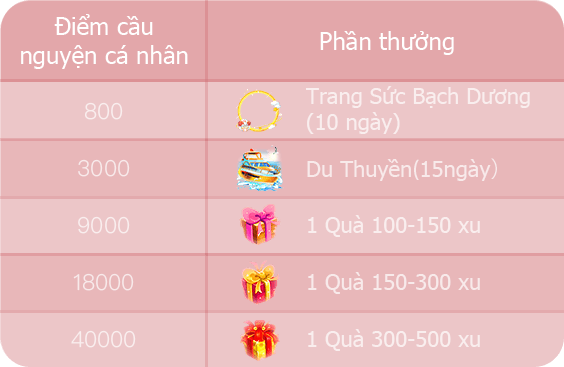 Điểm cầu
nguyện cá nhân
Phần thưởng
800
Trang Sức Bạch Dương
(10 ngày)
3000
Du Thuyền(15ngày）
9000
1 Quà 100-150 xu
18000
1 Quà 150-300 xu
40000
1 Quà 300-500 xu